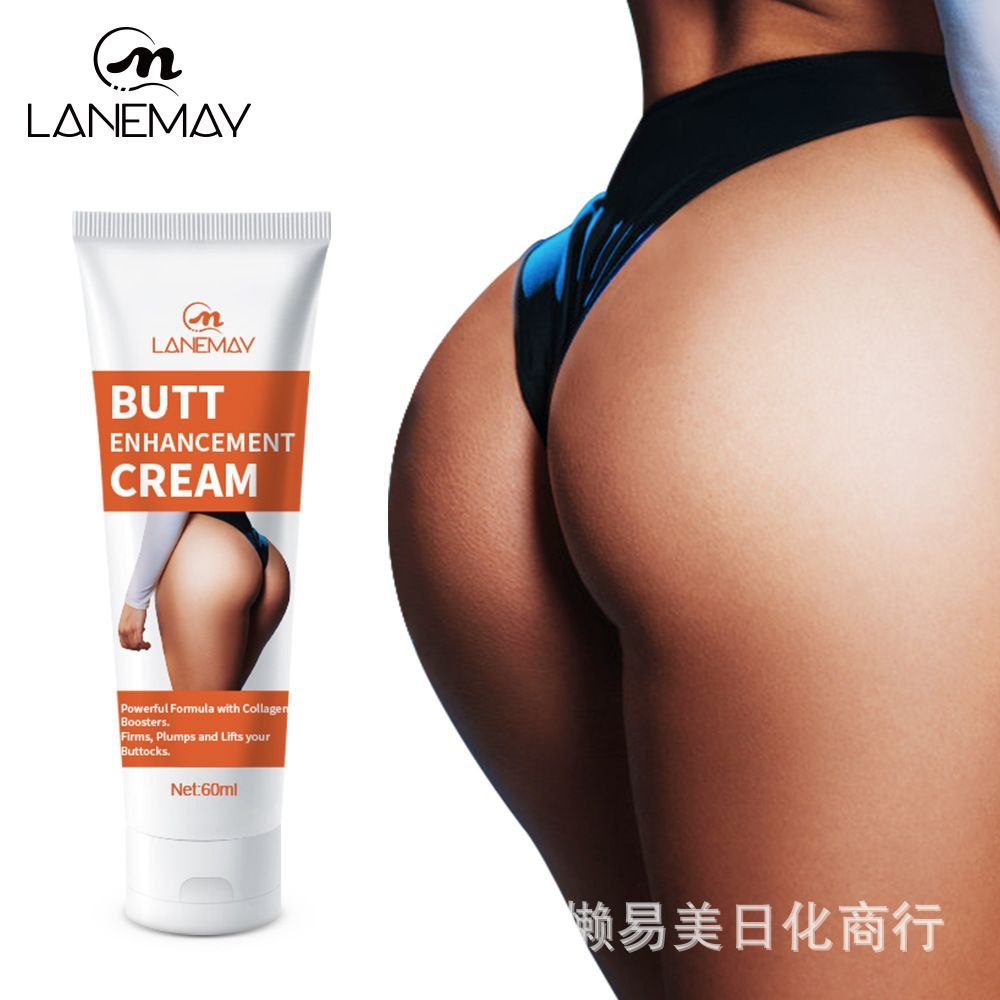 LANEMAY
LANEMAY
BUTT
ENHANCEMENT
CREAM
Powerful Formula with Collagen
Boosters.
Firms, Plumps and Lifts your
Buttocks.
Net:60ml
懒易美日化商行